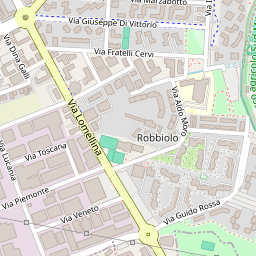 Via Marzabotto
Via Giuseppe Di Vittorio
Via Fratelli Cervi
Via Dina Galli
Via Lomellina
Via Aldo Moro
Robbiolo
Via Toscana
Via Lucania
Via Piemonte
Via Veneto
Via Guido Rossa